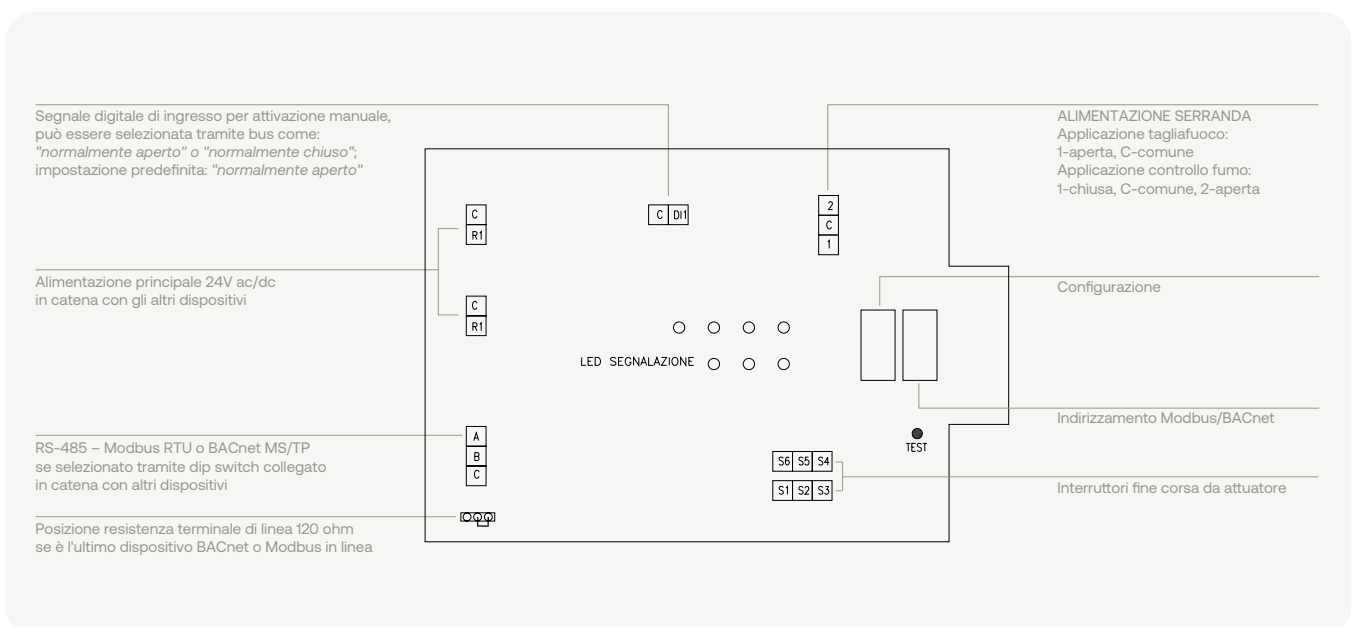 Segnale digitale di ingresso per attivazione manuale,
può essere selezionata tramite bus come:
"normalmente aperto" o "normalmente chiuso";
impostazione predefinita: "normalmente aperto"
ALIMENTAZIONE SERRANDA
Applicazione tagliafuoco:
1-aperta, C-comune
Applicazione controllo fumo:
1-chiusa, C-comune, 2-aperta
C
R1
C DI1
2
C
1
Alimentazione principale 24V ac/dc
in catena con gli altri dispositivi
Configurazione
C
R1
LED SEGNALAZIONE
Indirizzamento Modbus/BACnet
RS-485 – Modbus RTU o BACnet MS/TP
se selezionato tramite dip switch collegato
in catena con altri dispositivi
A
B
C
TEST
S6 S5 S4
S1 S2 S3
Interruttori fine corsa da attuatore
Posizione resistenza terminale di linea 120 ohm
se è l'ultimo dispositivo BACnet o Modbus in linea